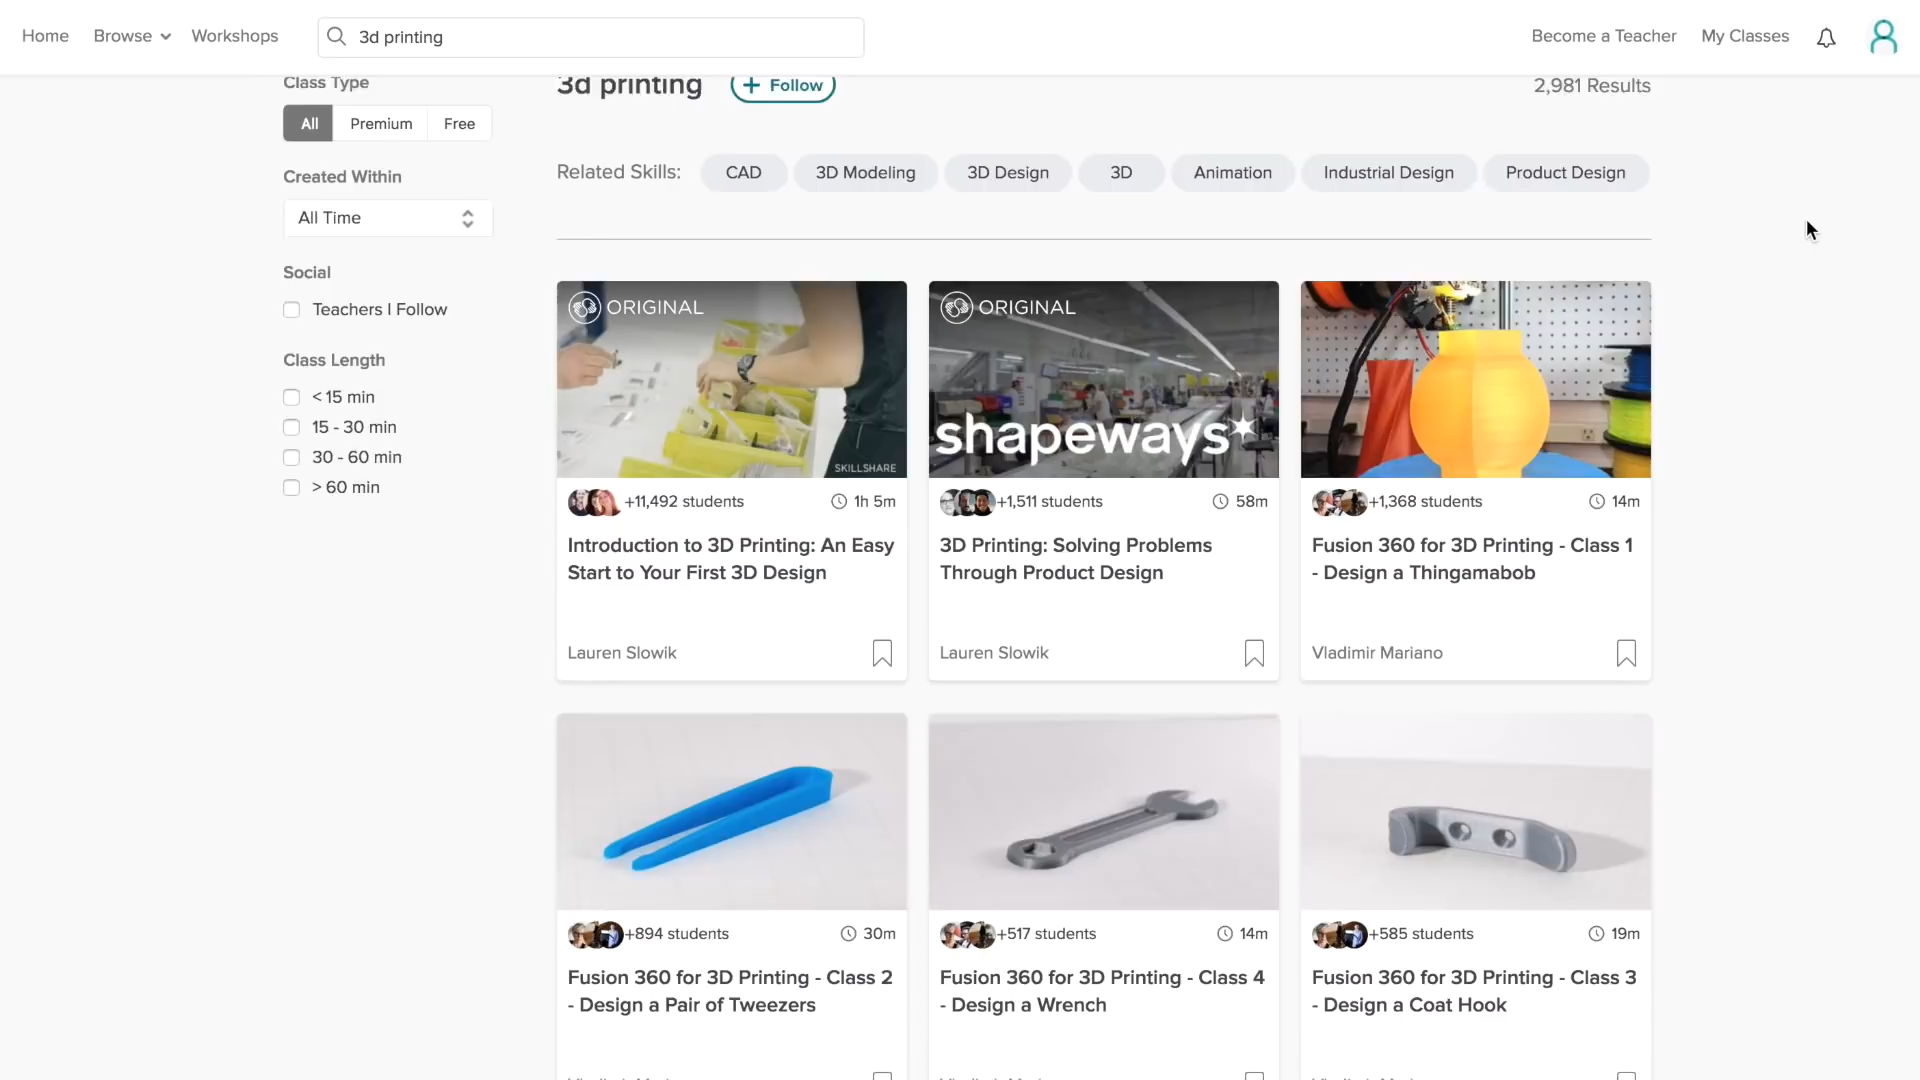 Home
Browse
Workshops
3d printing
Become a Teacher
My Classes
Class Type
All
Premium
Free
Created Within
All Time
Social
Teachers I Follow
Class Length
< 15 min
15 - 30 min
30 - 60 min
> 60 min
3d printing
+ Follow
2,981 Results
Related Skills:
CAD
3D Modeling
3D Design
3D
Animation
Industrial Design
Product Design
ORIGINAL
SKILLSHARE
+11,492 students
1h 5m
Introduction to 3D Printing: An Easy
Start to Your First 3D Design
Lauren Slowik
ORIGINAL
shapeways
+1,511 students
58m
3D Printing: Solving Problems
Through Product Design
Lauren Slowik
+1,368 students
14m
Fusion 360 for 3D Printing - Class 1
- Design a Thingamabob
Vladimir Mariano
+894 students
30m
Fusion 360 for 3D Printing - Class 2
- Design a Pair of Tweezers
+517 students
14m
Fusion 360 for 3D Printing - Class 4
- Design a Wrench
+585 students
19m
Fusion 360 for 3D Printing - Class 3
- Design a Coat Hook